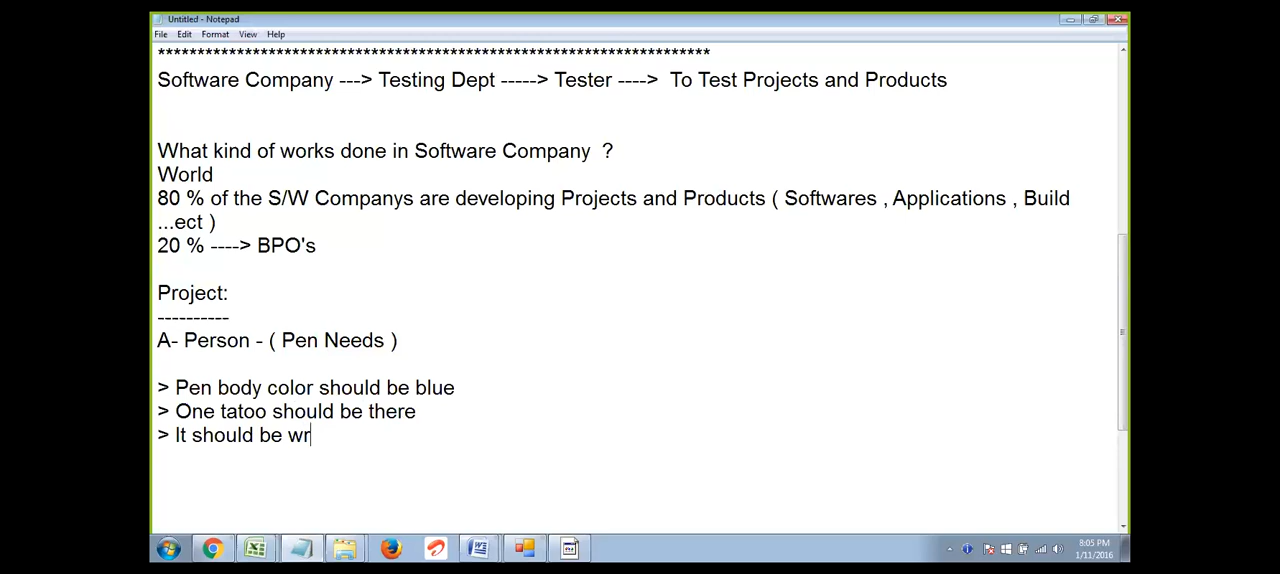 Untitled - Notepad
File Edit Format View Help
**********************************************************************
Software Company ---> Testing Dept -----> Tester ----> To Test Projects and Products
What kind of works done in Software Company ?
World
80 % of the S/W Companys are developing Projects and Products ( Softwares , Applications , Build
...ect )
20 % ----> BPO's
Project:
----------
A- Person - ( Pen Needs )
> Pen body color should be blue
> One tatoo should be there
> It should be wr
8:05 PM
1/11/2016